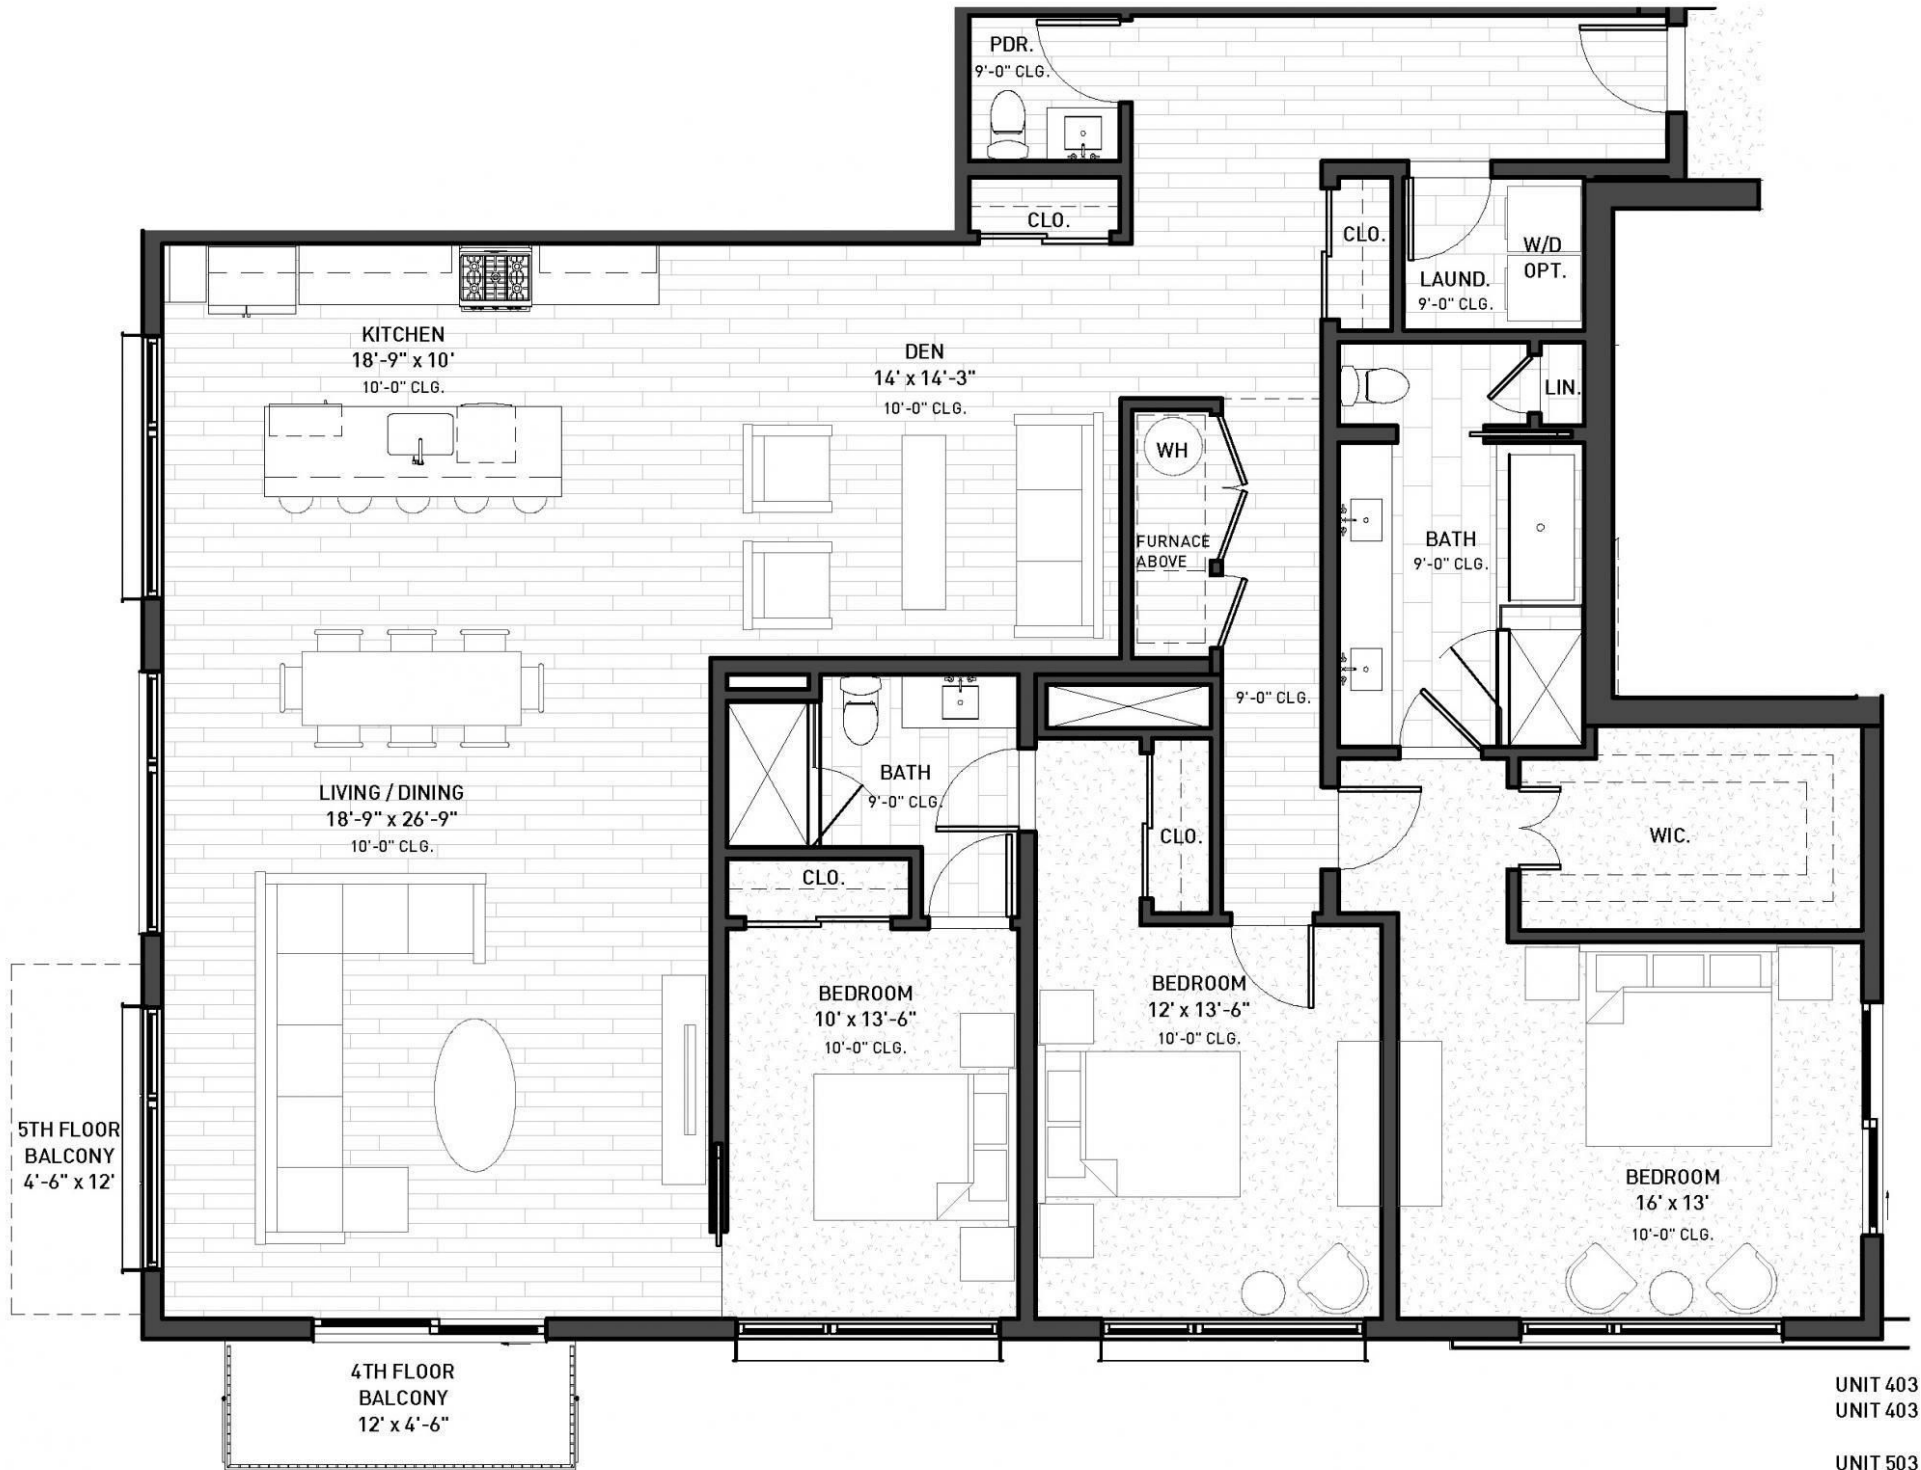 PDR.
9'-0" CLG.
CLO.
CLO.
W/D
OPT.
LAUND.
9'-0" CLG.
KITCHEN
18'-9" x 10'
10'-0" CLG.
DEN
14' x 14'-3"
10'-0" CLG.
LIN.
WH
FURNACE
ABOVE
BATH
9'-0" CLG.
9'-0" CLG.
BATH
9'-0" CLG.
LIVING / DINING
18'-9" x 26'-9"
10'-0" CLG.
CLO.
WIC.
CLO.
BEDROOM
10' x 13'-6"
10'-0" CLG.
BEDROOM
12' x 13'-6"
10'-0" CLG.
5TH FLOOR
BALCONY
4'-6" x 12'
BEDROOM
16' x 13'
10'-0" CLG.
4TH FLOOR
BALCONY
12' x 4'-6"
UNIT 403
UNIT 403
UNIT 503